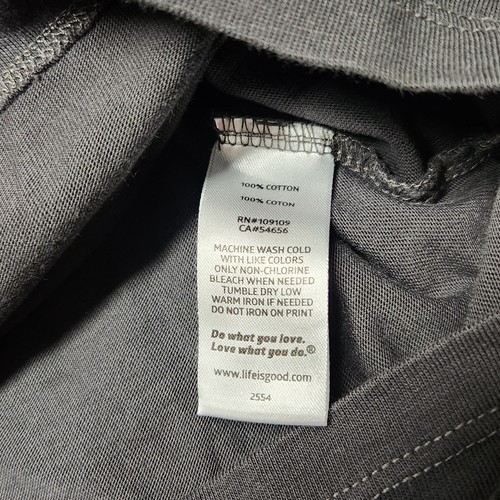 100% COTTON
100% COTON
RN#109109
CA#54656
MACHINE WASH COLD
WITH LIKE COLORS
ONLY NON-CHLORINE
BLEACH WHEN NEEDED
TUMBLE DRY LOW
WARM IRON IF NEEDED
DO NOT IRON ON PRINT
Do what you love.
Love what you do.®
www.lifeisgood.com
2554